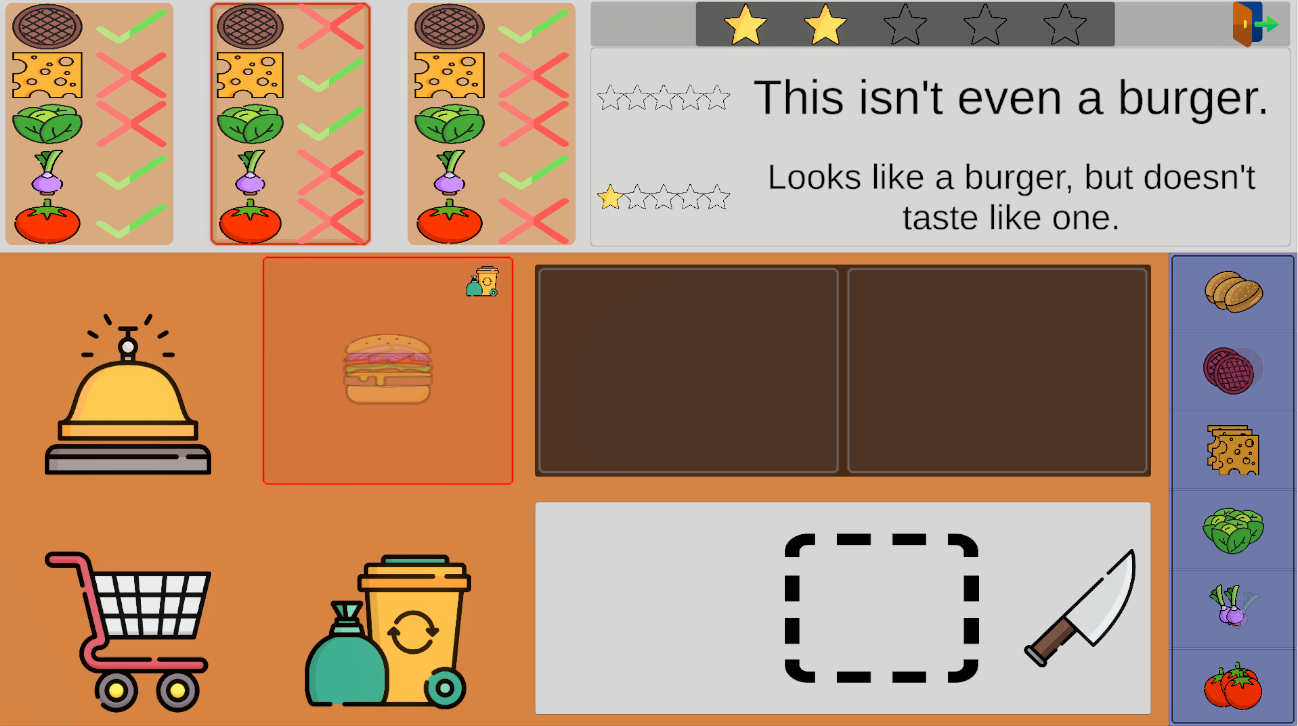 This isn't even a burger.
Looks like a burger, but doesn't
taste like one.